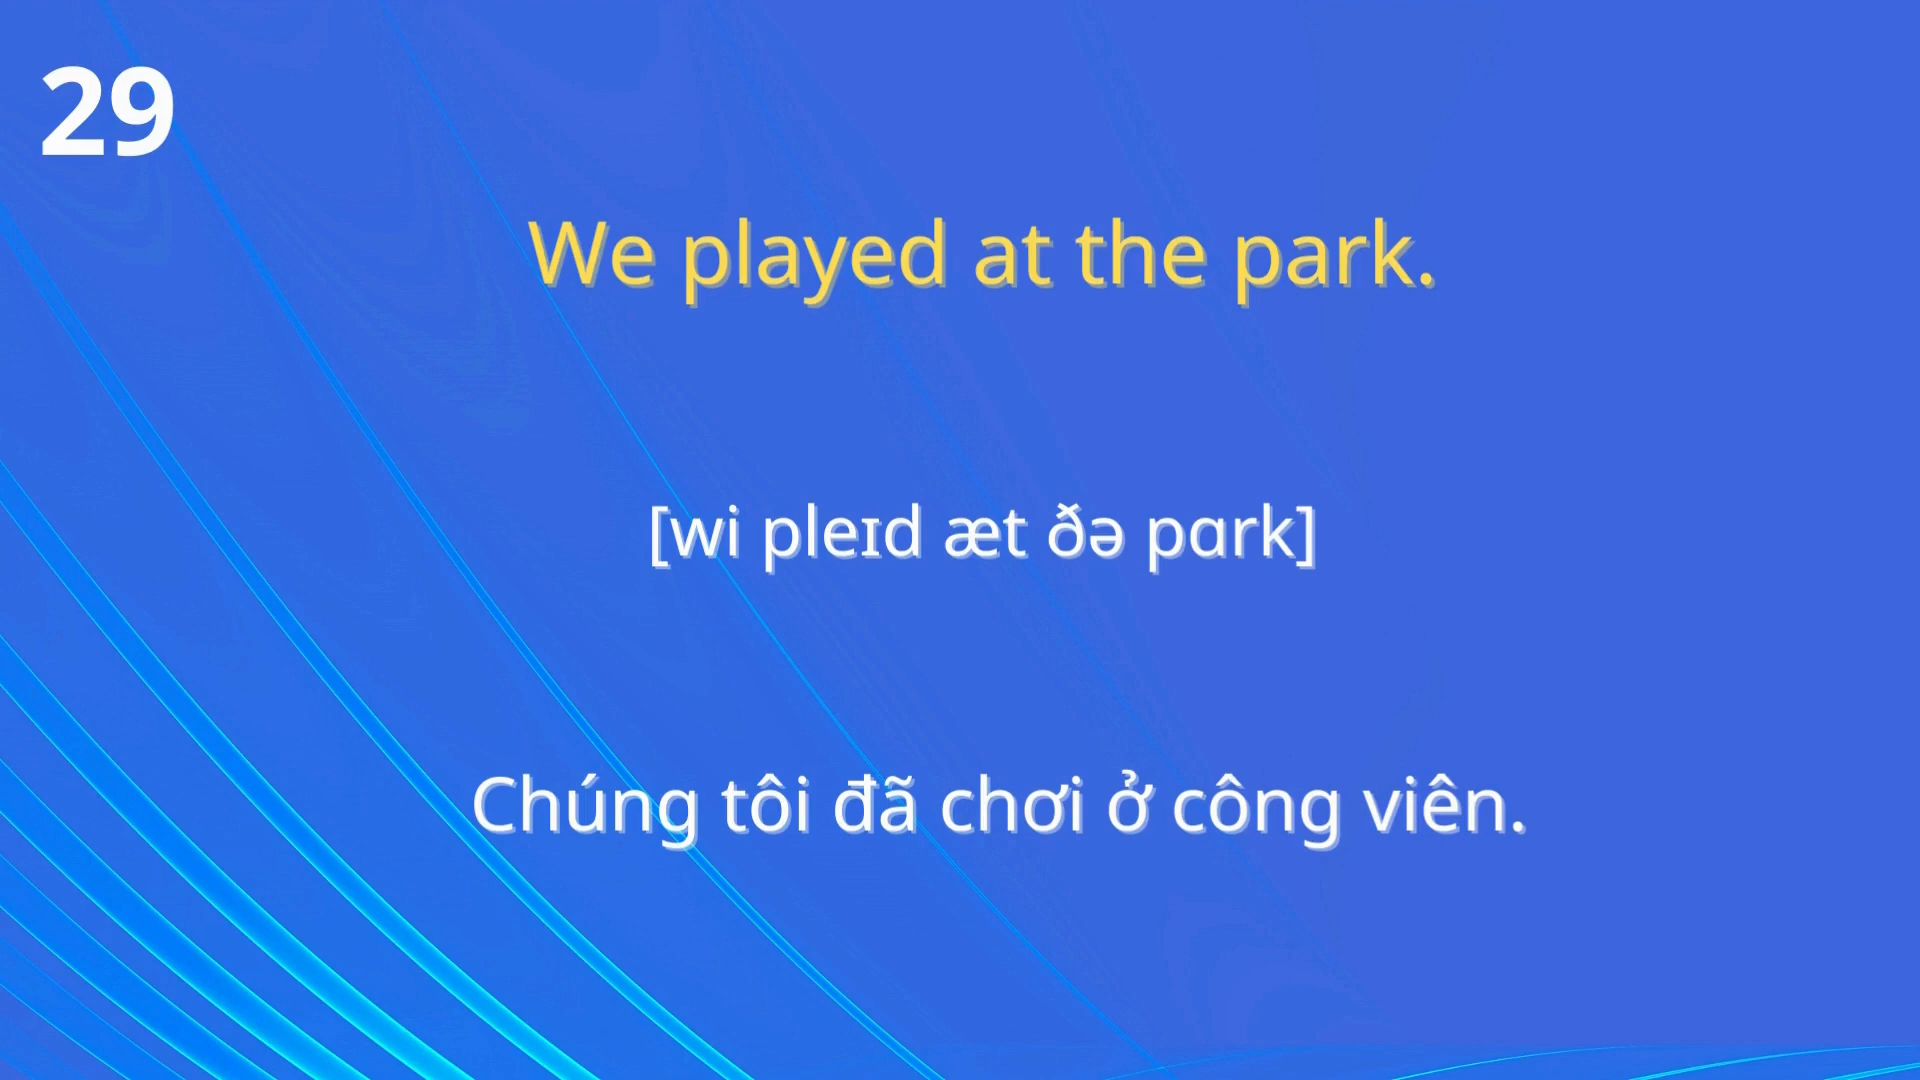 29
We played at the park.
[wi pleɪd æt ðə pɑrk]
Chúng tôi đã chơi ở công viên.